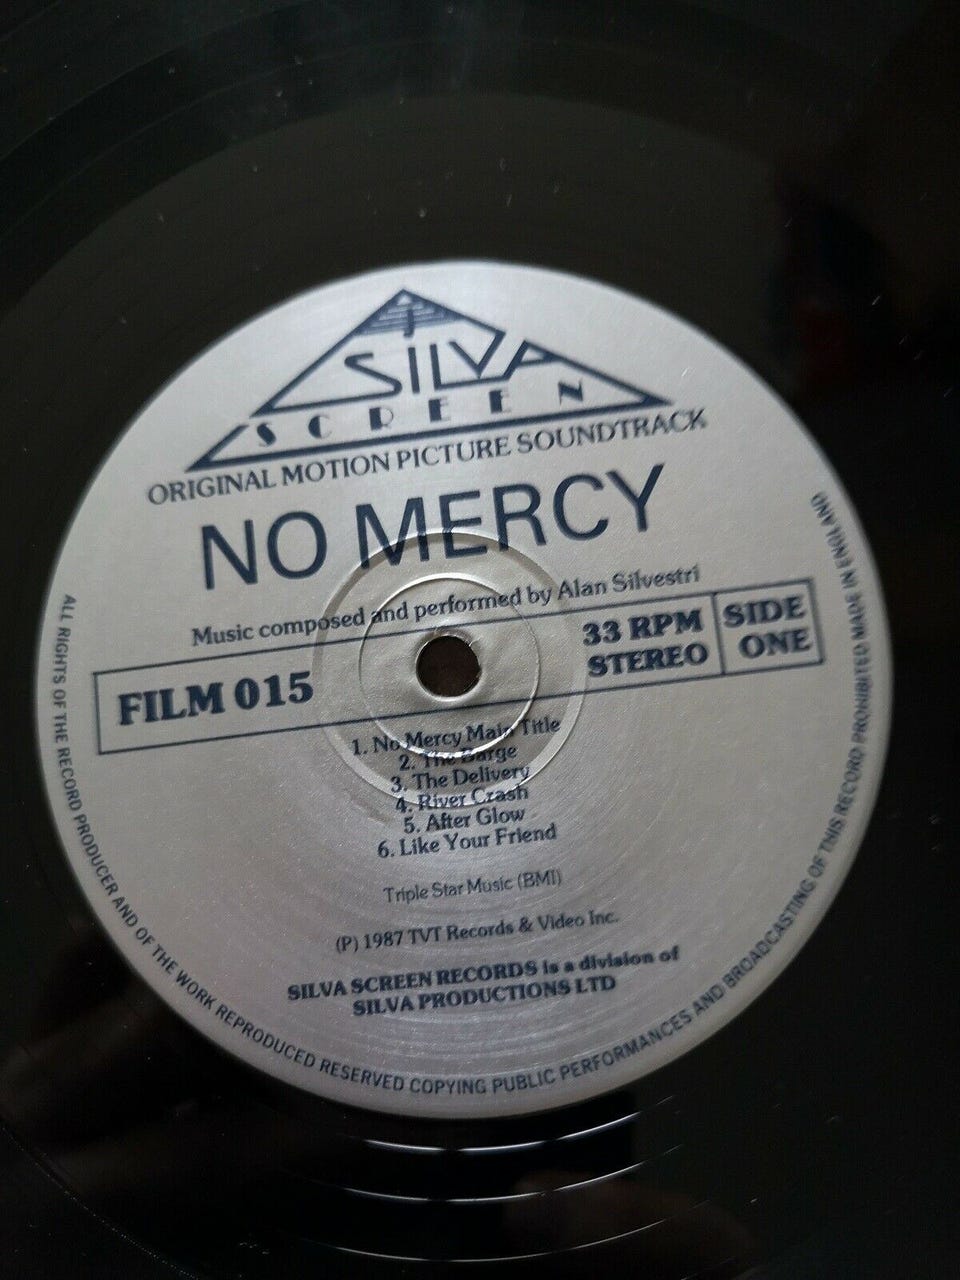 SILVA
SCREEN
ORIGINAL MOTION PICTURE SOUNDTRACK
NO MERCY
Music composed and performed by Alan Silvestri
FILM 015
33 RPM
STEREO
SIDE
ONE
1. No Mercy Main Title
2. The Barge
3. The Delivery
4. River Crash
5. After Glow
6. Like Your Friend
Triple Star Music (BMI)
(P) 1987 TVT Records & Video Inc.
SILVA SCREEN RECORDS is a division of
SILVA PRODUCTIONS LTD
ALL RIGHTS OF THE RECORD PRODUCER AND OF THE WORK REPRODUCED RESERVED COPYING PUBLIC PERFORMANCES AND BROADCASTING OF THIS RECORD PROHIBITED MADE IN ENGLAND